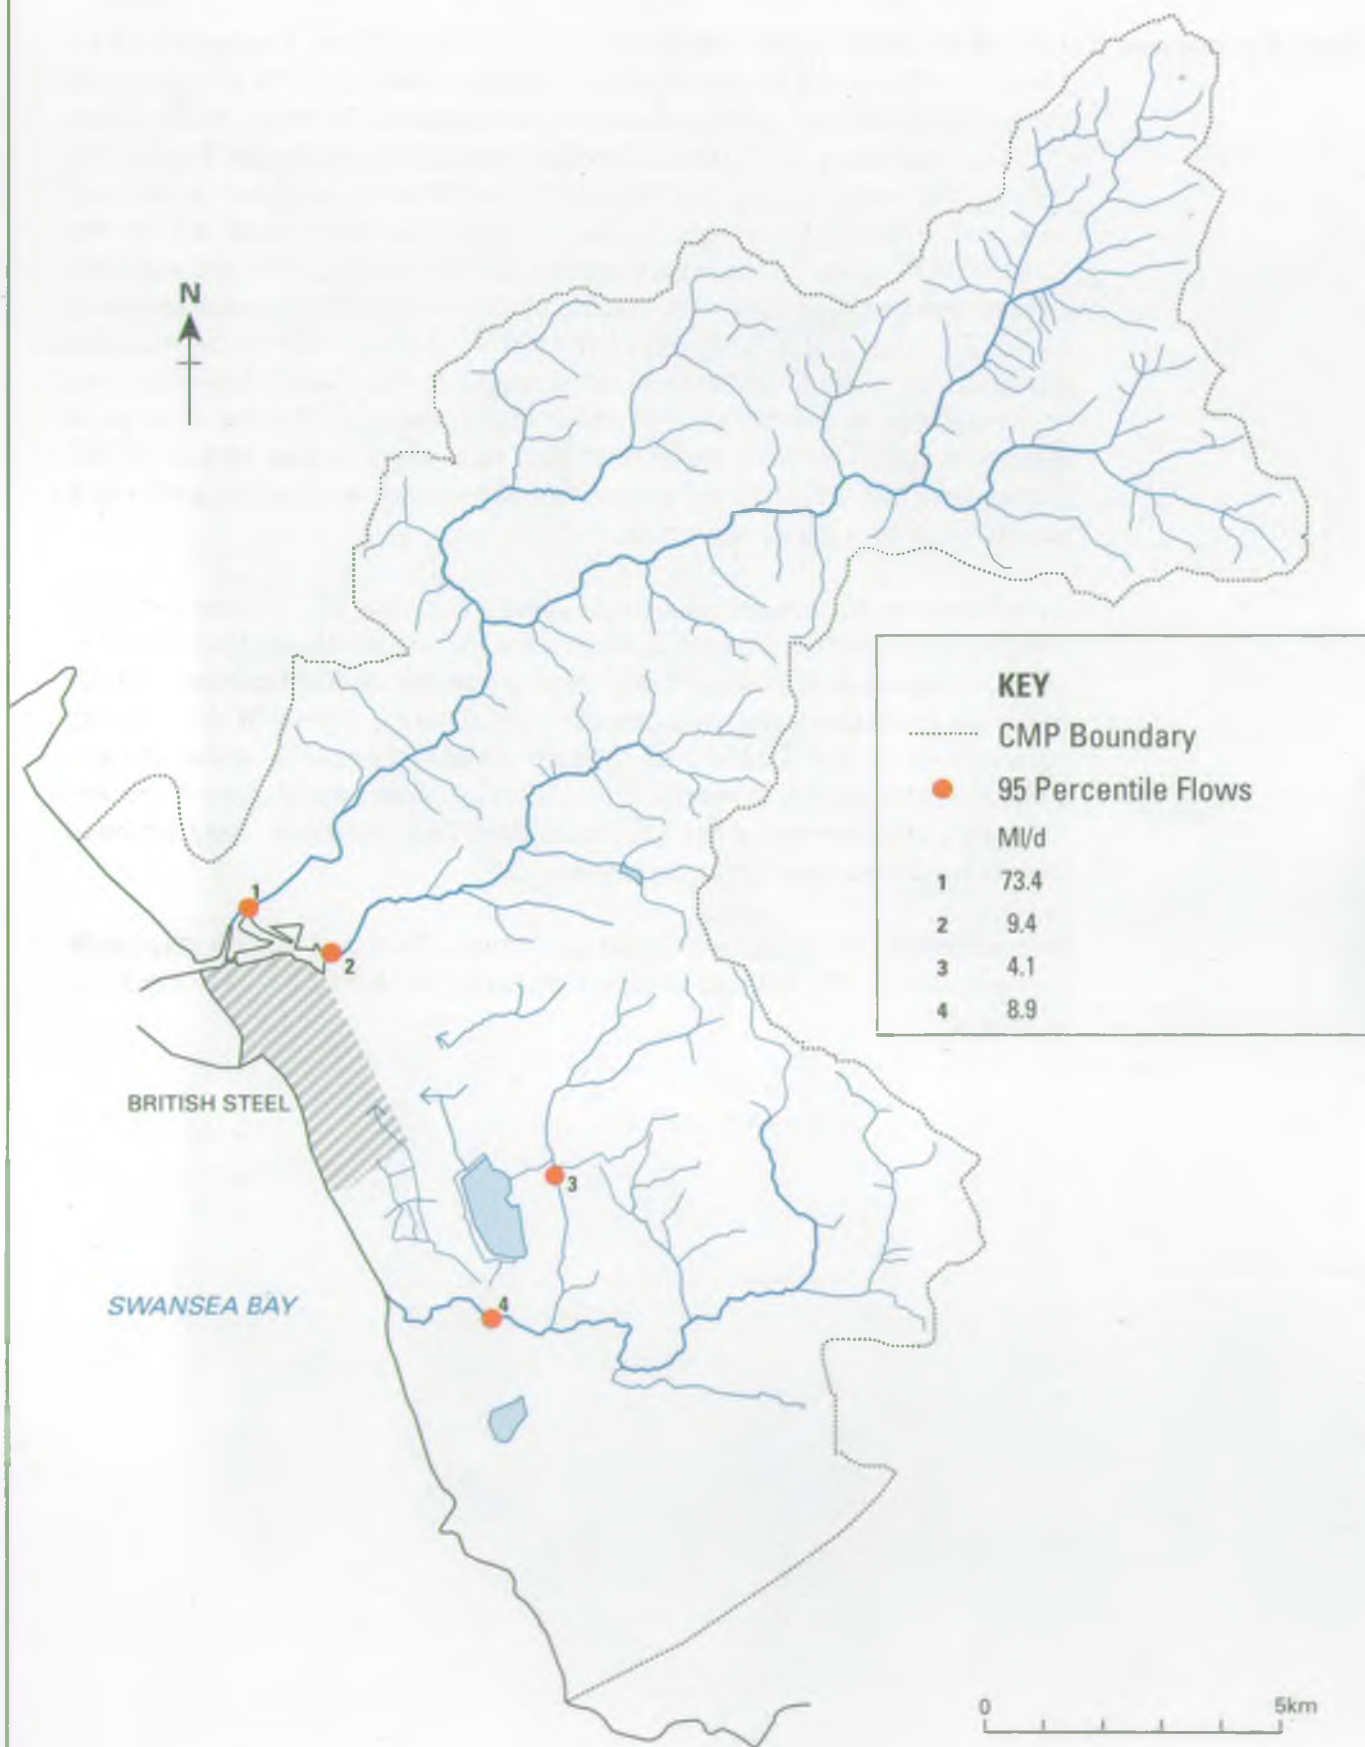 N
KEY
CMP Boundary
95 Percentile Flows
Ml/d
1 73.4
2 9.4
3 4.1
4 8.9
1
2
BRITISH STEEL
3
SWANSEA BAY
4
0 5km